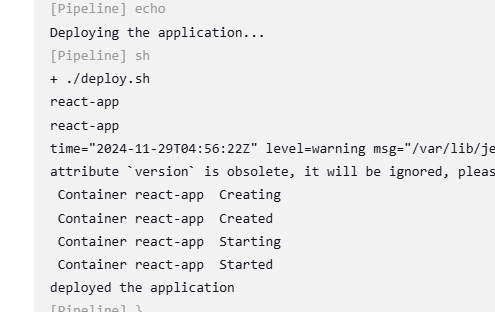 [Pipeline] echo
Deploying the application...
[Pipeline] sh
+ ./deploy.sh
react-app
react-app
time="2024-11-29T04:56:22Z" level=warning msg="/var/lib/je
attribute `version` is obsolete, it will be ignored, pleas
Container react-app  Creating
Container react-app  Created
Container react-app  Starting
Container react-app  Started
deployed the application
[Pipeline] }